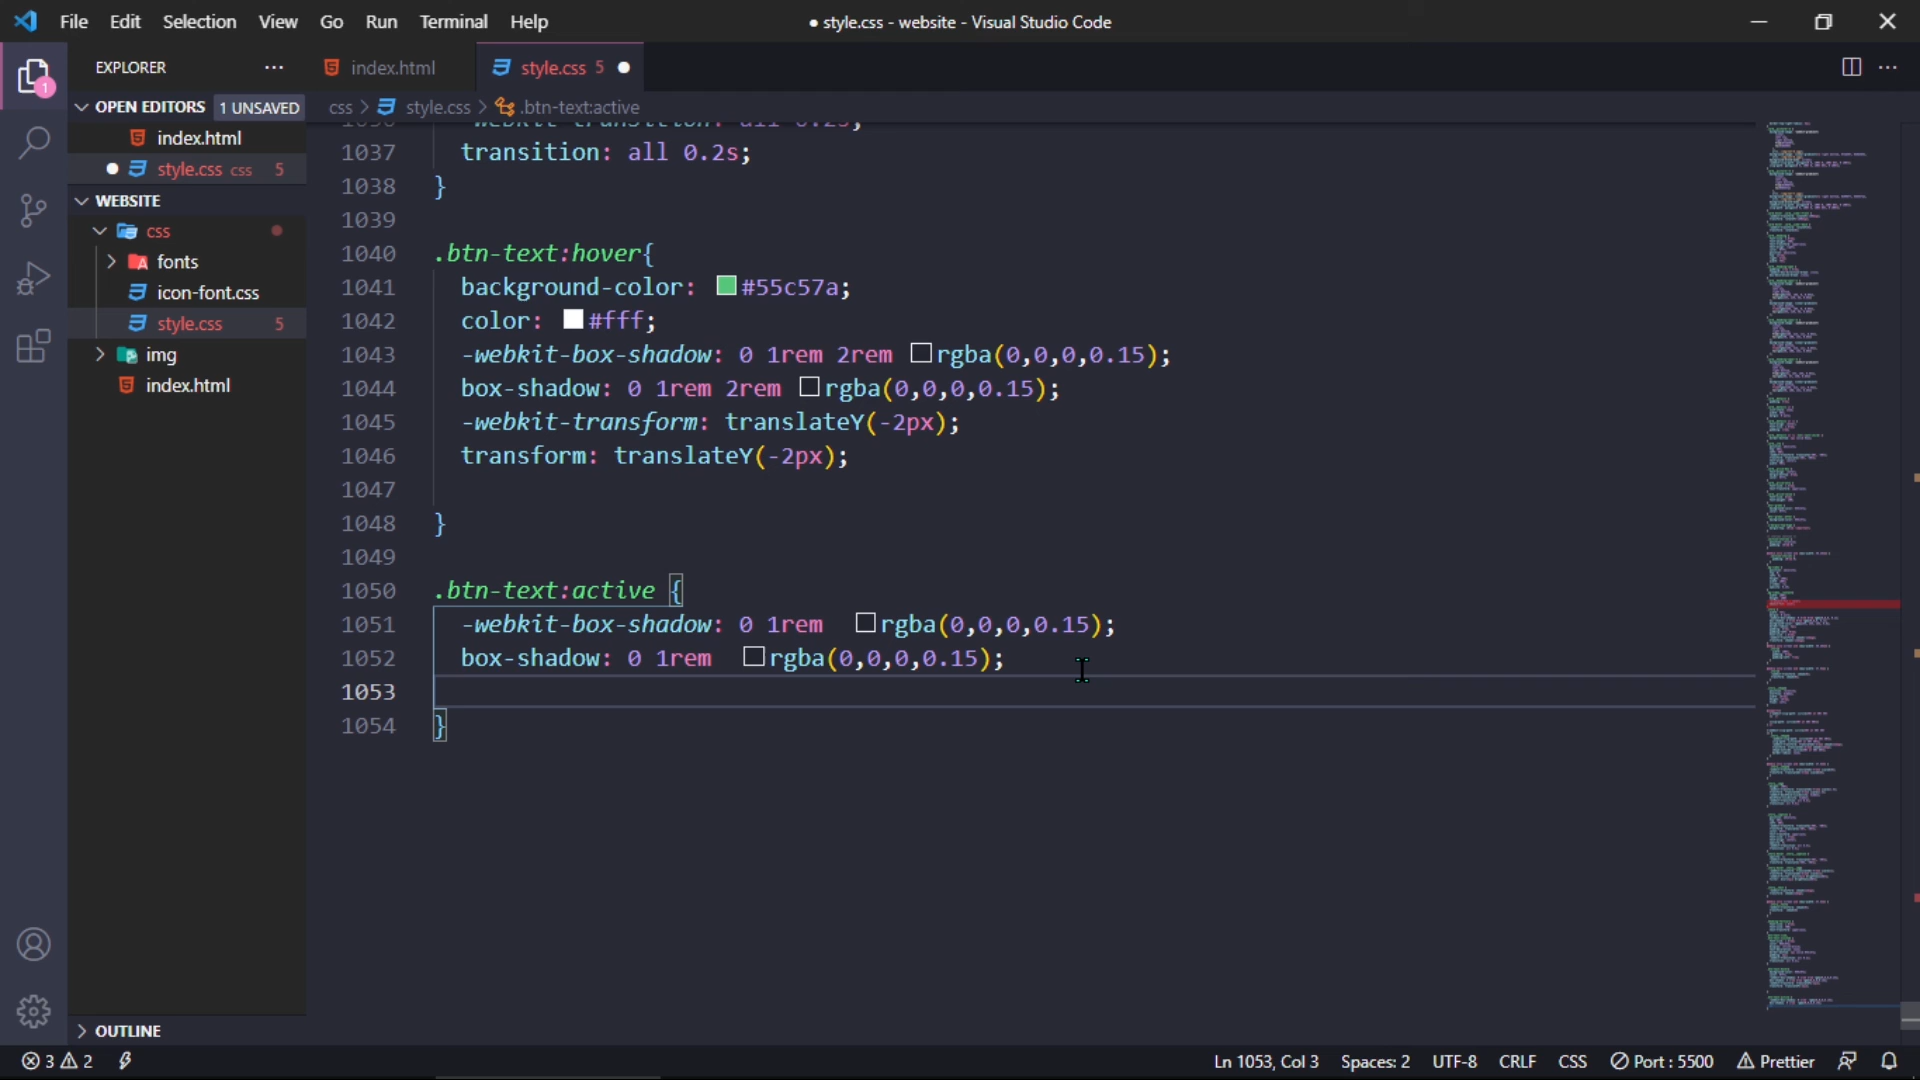 File Edit Selection View Go Run Terminal Help
● style.css - website - Visual Studio Code
EXPLORER
index.html
style.css 5
OPEN EDITORS 1 UNSAVED
css > style.css > .btn-text:active
index.html
style.css css 5
WEBSITE
css
fonts
icon-font.css
style.css 5
img
index.html
1036 -webkit-transition: all 0.2s;
1037 transition: all 0.2s;
1038 }
1039
1040 .btn-text:hover{
1041 background-color: #55c57a;
1042 color: #fff;
1043 -webkit-box-shadow: 0 1rem 2rem rgba(0,0,0,0.15);
1044 box-shadow: 0 1rem 2rem rgba(0,0,0,0.15);
1045 -webkit-transform: translateY(-2px);
1046 transform: translateY(-2px);
1047
1048 }
1049
1050 .btn-text:active {
1051 -webkit-box-shadow: 0 1rem rgba(0,0,0,0.15);
1052 box-shadow: 0 1rem rgba(0,0,0,0.15);
1053
1054 }
1
OUTLINE
3 2
Ln 1053, Col 3 Spaces: 2 UTF-8 CRLF CSS Port : 5500 Prettier